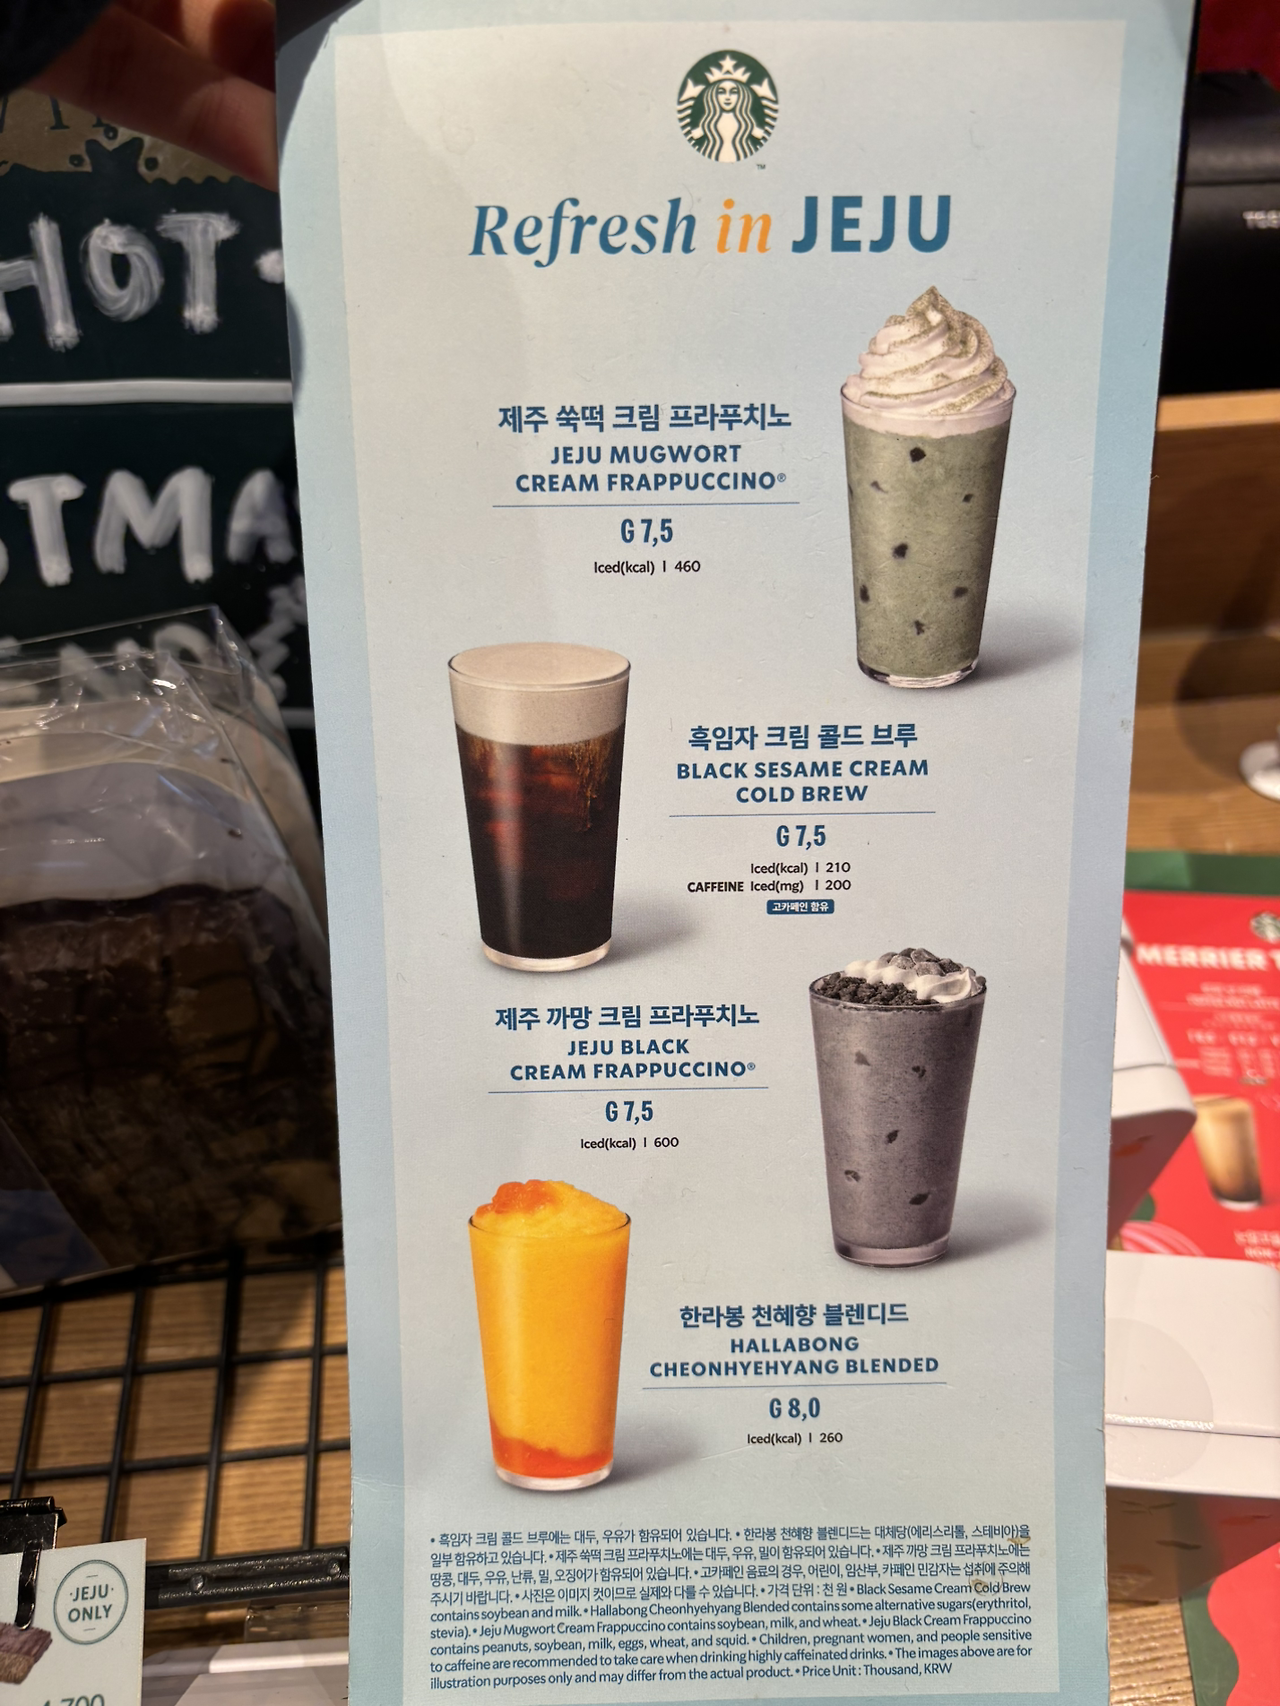 Refresh in JEJU
제주 쑥떡 크림 프라푸치노
JEJU MUGWORT
CREAM FRAPPUCCINO®
G 7,5
Iced(kcal) | 460
흑임자 크림 콜드 브루
BLACK SESAME CREAM
COLD BREW
G 7,5
Iced(kcal) | 210
CAFFEINE Iced(mg) | 200
고카페인 함유
제주 까망 크림 프라푸치노
JEJU BLACK
CREAM FRAPPUCCINO®
G 7,5
Iced(kcal) | 600
한라봉 천혜향 블렌디드
HALLABONG
CHEONHYEHYANG BLENDED
G 8,0
Iced(kcal) | 260
• 흑임자 크림 콜드 브루에는 대두, 우유가 함유되어 있습니다. • 한라봉 천혜향 블렌디드는 대체당(에리스리톨, 스테비아)을
일부 함유하고 있습니다. • 제주 쑥떡 크림 프라푸치노에는 대두, 우유, 밀이 함유되어 있습니다. • 제주 까망 크림 프라푸치노에는
땅콩, 대두, 우유, 난류, 밀, 오징어가 함유되어 있습니다. • 고카페인 음료의 경우, 어린이, 임산부, 카페인 민감자는 섭취에 주의해
주시기 바랍니다. • 사진은 이미지 컷이므로 실제와 다를 수 있습니다. • 가격 단위 : 천 원 • Black Sesame Cream Cold Brew
contains soybean and milk. • Hallabong Cheonhyehyang Blended contains some alternative sugars(erythritol,
stevia). • Jeju Mugwort Cream Frappuccino contains soybean, milk, and wheat. • Jeju Black Cream Frappuccino
contains peanuts, soybean, milk, eggs, wheat, and squid. • Children, pregnant women, and people sensitive
to caffeine are recommended to take care when drinking highly caffeinated drinks. • The images above are for
illustration purposes only and may differ from the actual product. • Price Unit : Thousand, KRW
HOT
STMA
MERRIER
JEJU
ONLY
4,700